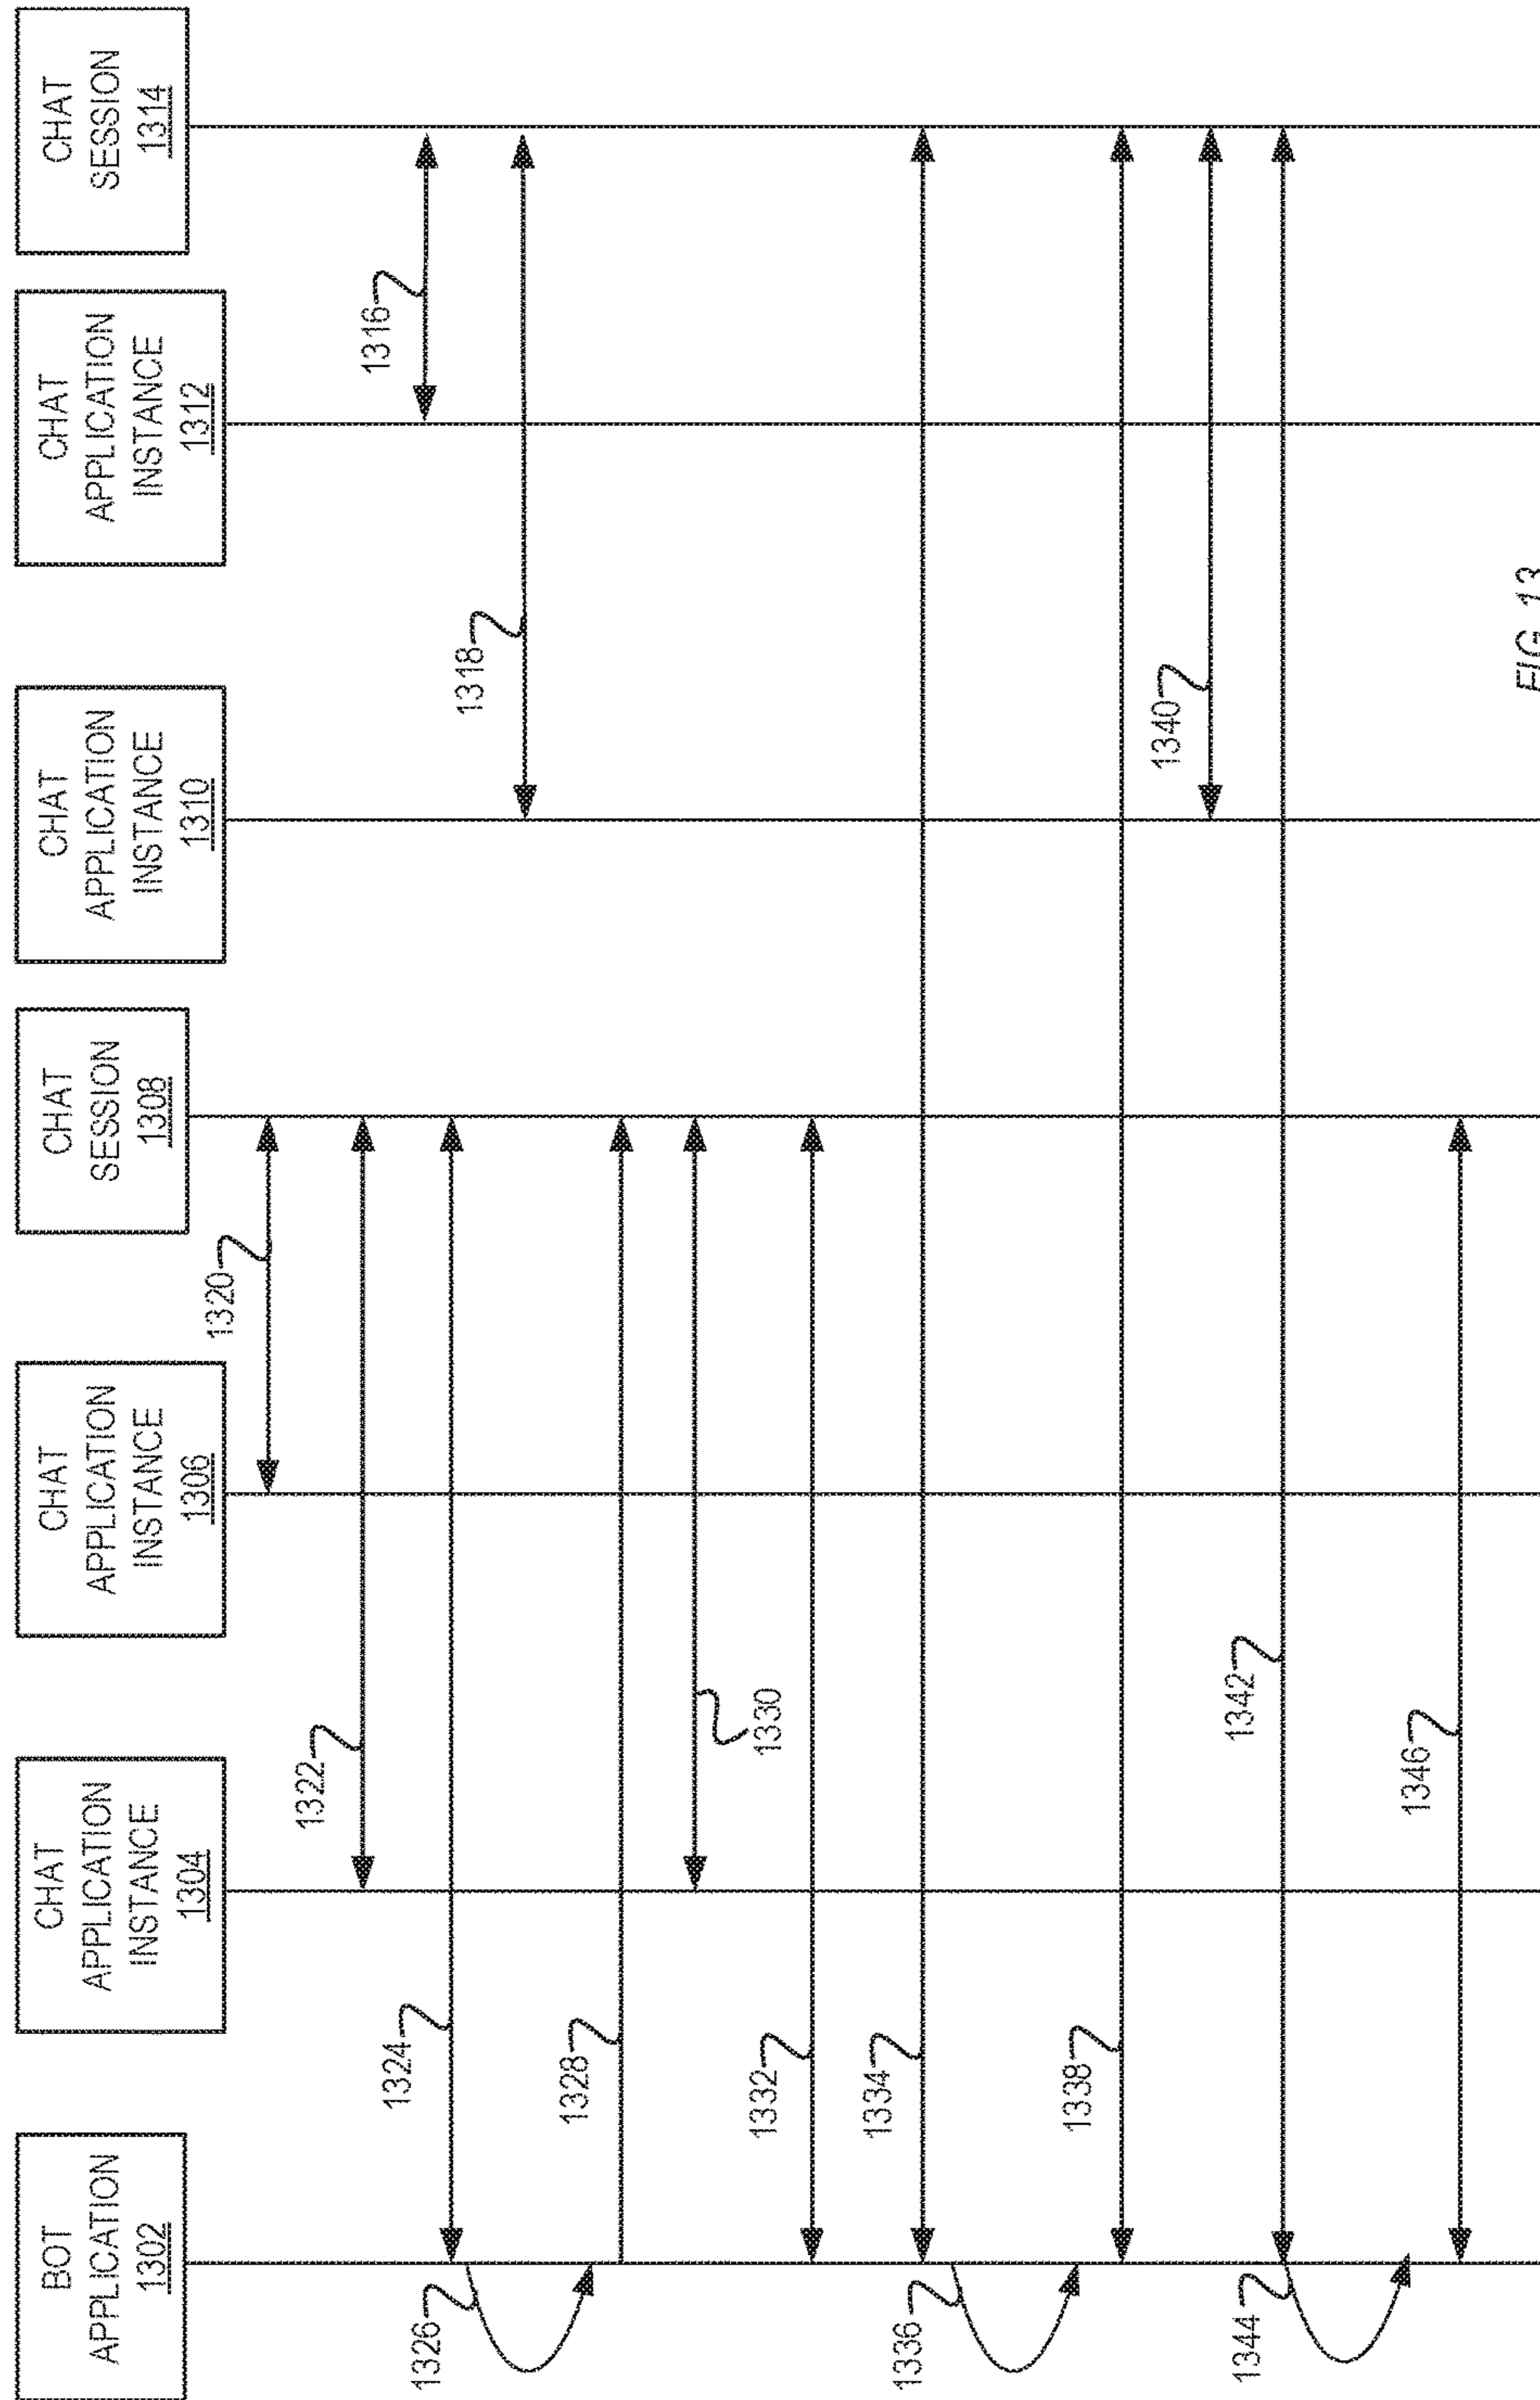 BOT
APPLICATION
1302
CHAT
APPLICATION
INSTANCE
1304
CHAT
APPLICATION
INSTANCE
1306
CHAT
SESSION
1308
CHAT
APPLICATION
INSTANCE
1310
CHAT
APPLICATION
INSTANCE
1312
CHAT
SESSION
1314
1316
1318
1320
1322
1324
1326
1328
1330
1332
1334
1336
1338
1340
1342
1344
1346
FIG. 13